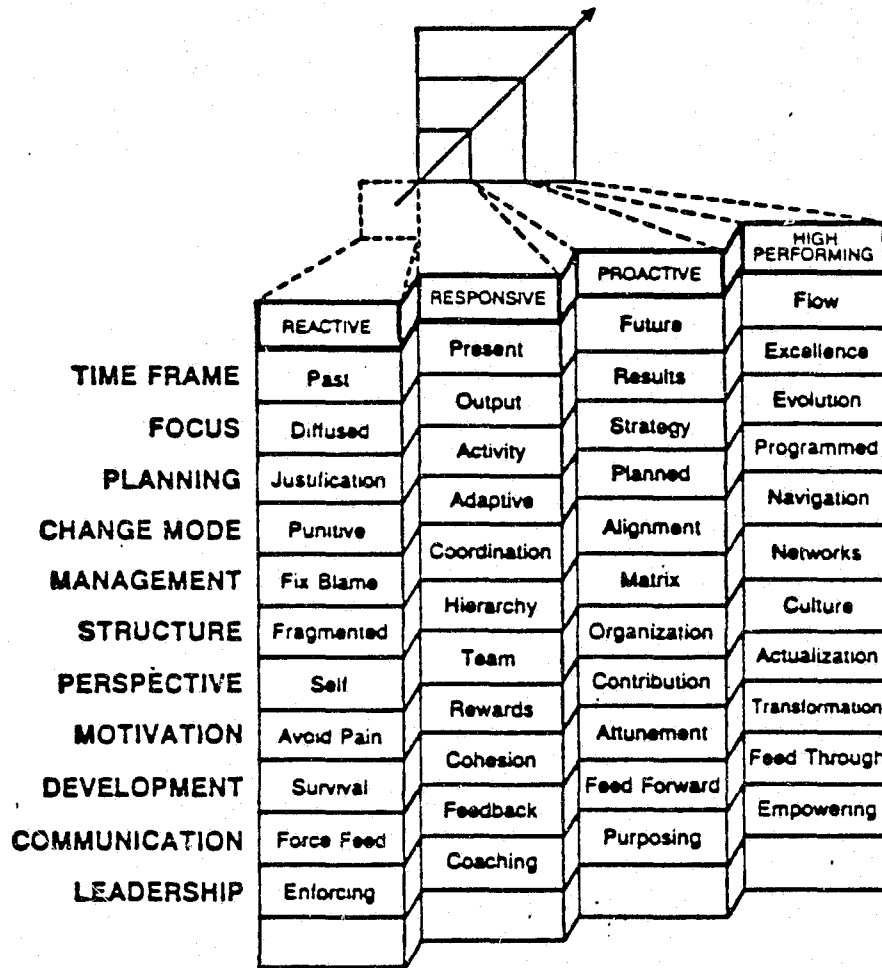 HIGH
PERFORMING
PROACTIVE
RESPONSIVE
REACTIVE
TIME FRAME Past Present Future Flow
FOCUS Diffused Output Results Excellence
PLANNING Justification Activity Strategy Evolution
CHANGE MODE Punitive Adaptive Planned Programmed
MANAGEMENT Fix Blame Coordination Alignment Navigation
STRUCTURE Fragmented Hierarchy Matrix Networks
PERSPECTIVE Self Team Organization Culture
MOTIVATION Avoid Pain Rewards Contribution Actualization
DEVELOPMENT Survival Cohesion Attunement Transformation
COMMUNICATION Force Feed Feedback Feed Forward Feed Through
LEADERSHIP Enforcing Coaching Purposing Empowering